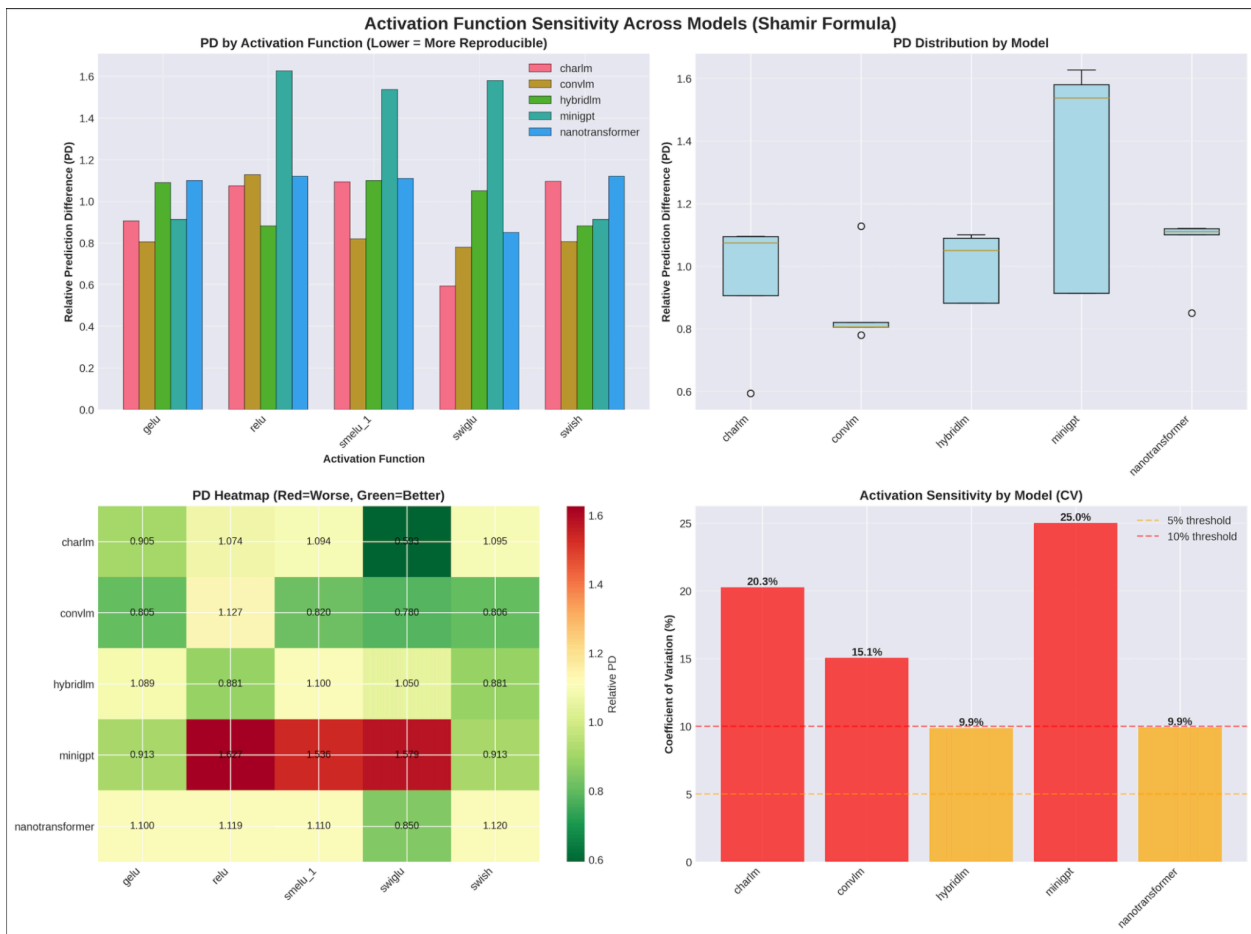 Activation Function Sensitivity Across Models (Shamir Formula)
PD by Activation Function (Lower = More Reproducible)
Relative Prediction Difference (PD)
1.6
1.4
1.2
1.0
0.8
0.6
0.4
0.2
0.0
charlm
convlm
hybridlm
minigpt
nanotransformer
gelu
relu
smelu_1
swiglu
swish
Activation Function
PD Distribution by Model
Relative Prediction Difference (PD)
1.6
1.4
1.2
1.0
0.8
0.6
charlm
convlm
hybridlm
minigpt
nanotransformer
PD Heatmap (Red=Worse, Green=Better)
charlm 0.905 1.074 1.094 0.593 1.095
convlm 0.805 1.127 0.820 0.780 0.806
hybridlm 1.089 0.881 1.100 1.050 0.881
minigpt 0.913 1.627 1.536 1.579 0.913
nanotransformer 1.100 1.119 1.110 0.850 1.120
gelu
relu
smelu_1
swiglu
swish
1.6
1.4
1.2
1.0
0.8
0.6
Relative PD
Activation Sensitivity by Model (CV)
Coefficient of Variation (%)
25
20
15
10
5
0
20.3%
15.1%
9.9%
25.0%
9.9%
5% threshold
10% threshold
charlm
convlm
hybridlm
minigpt
nanotransformer